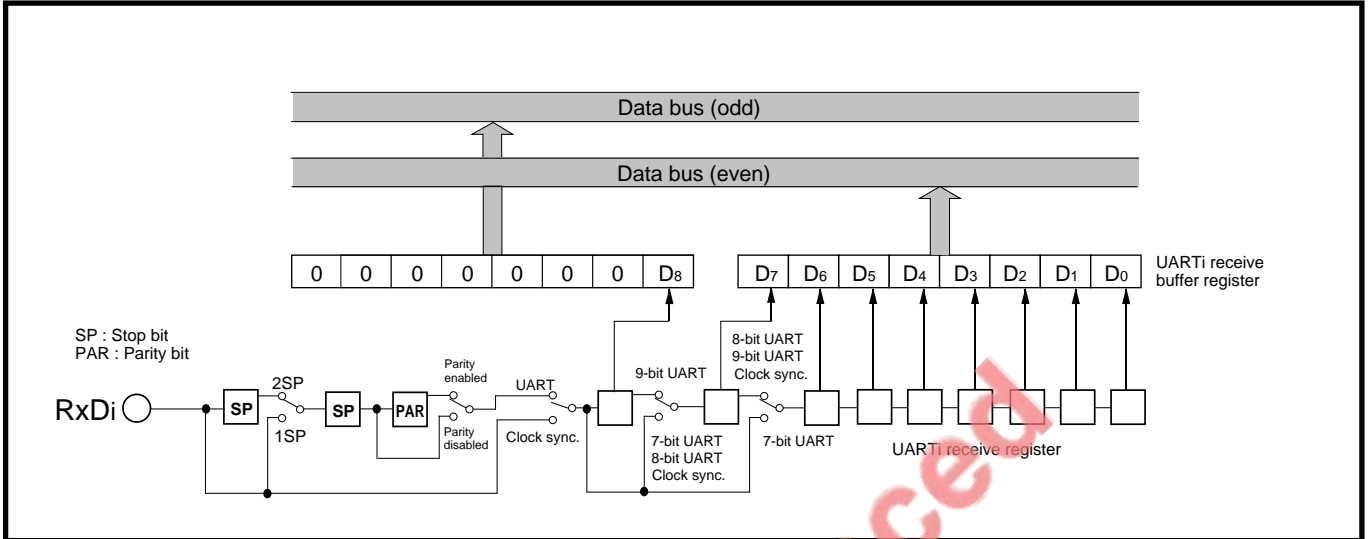 Data bus (odd)
Data bus (even)
0 0 0 0 0 0 0 D8
D7 D6 D5 D4 D3 D2 D1 D0
UARTi receive
buffer register
SP : Stop bit
PAR : Parity bit
RxDi
SP
2SP
1SP
SP
PAR
Parity
enabled
Parity
disabled
UART
Clock sync.
9-bit UART
7-bit UART
8-bit UART
Clock sync.
8-bit UART
9-bit UART
Clock sync.
7-bit UART
UARTi receive register
ced